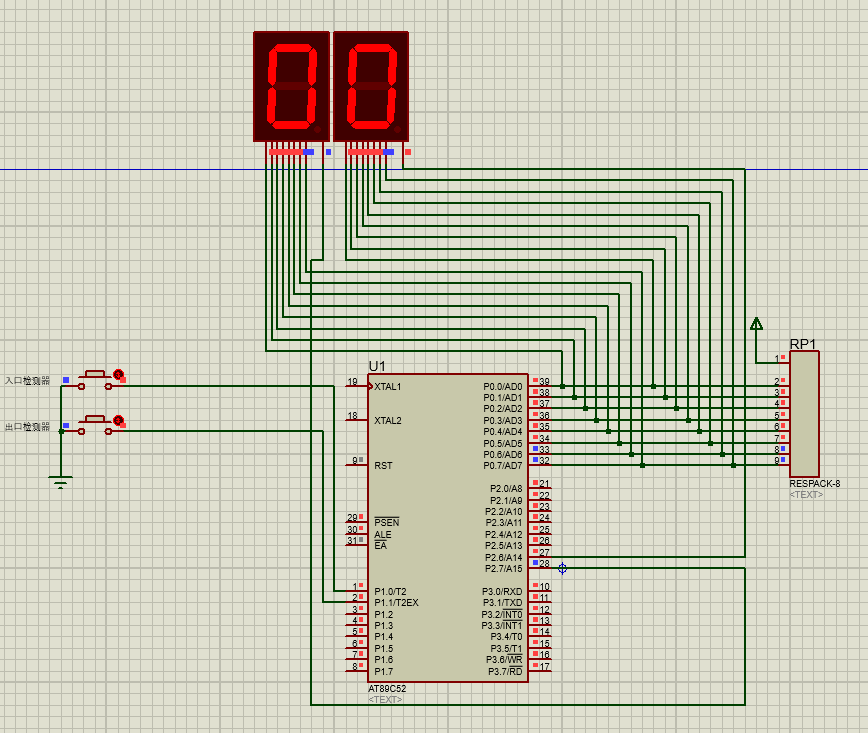 00
RP1
1
2
3
4
5
6
7
8
9
RESPACK-8
<TEXT>
入口检测器
出口检测器
U1
19 XTAL1 P0.0/AD0 39
P0.1/AD1 38
P0.2/AD2 37
18 XTAL2 P0.3/AD3 36
P0.4/AD4 35
P0.5/AD5 34
P0.6/AD6 33
9 RST P0.7/AD7 32
P2.0/A8 21
P2.1/A9 22
P2.2/A10 23
29 PSEN P2.3/A11 24
30 ALE P2.4/A12 25
31 EA P2.5/A13 26
P2.6/A14 27
P2.7/A15 28
1 P1.0/T2 P3.0/RXD 10
2 P1.1/T2EX P3.1/TXD 11
3 P1.2 P3.2/INT0 12
4 P1.3 P3.3/INT1 13
5 P1.4 P3.4/T0 14
6 P1.5 P3.5/T1 15
7 P1.6 P3.6/WR 16
8 P1.7 P3.7/RD 17
AT89C52
<TEXT>